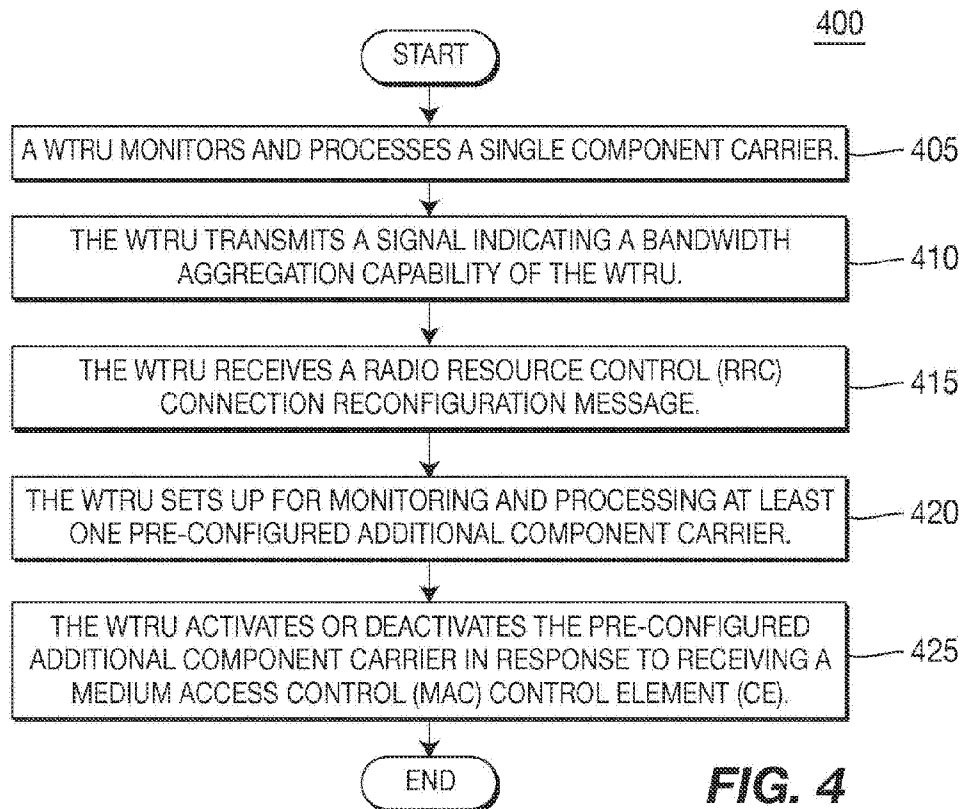 400
START
A WTRU MONITORS AND PROCESSES A SINGLE COMPONENT CARRIER.
405
THE WTRU TRANSMITS A SIGNAL INDICATING A BANDWIDTH
AGGREGATION CAPABILITY OF THE WTRU.
410
THE WTRU RECEIVES A RADIO RESOURCE CONTROL (RRC)
CONNECTION RECONFIGURATION MESSAGE.
415
THE WTRU SETS UP FOR MONITORING AND PROCESSING AT LEAST
ONE PRE-CONFIGURED ADDITIONAL COMPONENT CARRIER.
420
THE WTRU ACTIVATES OR DEACTIVATES THE PRE-CONFIGURED
ADDITIONAL COMPONENT CARRIER IN RESPONSE TO RECEIVING A
MEDIUM ACCESS CONTROL (MAC) CONTROL ELEMENT (CE).
425
END
FIG. 4